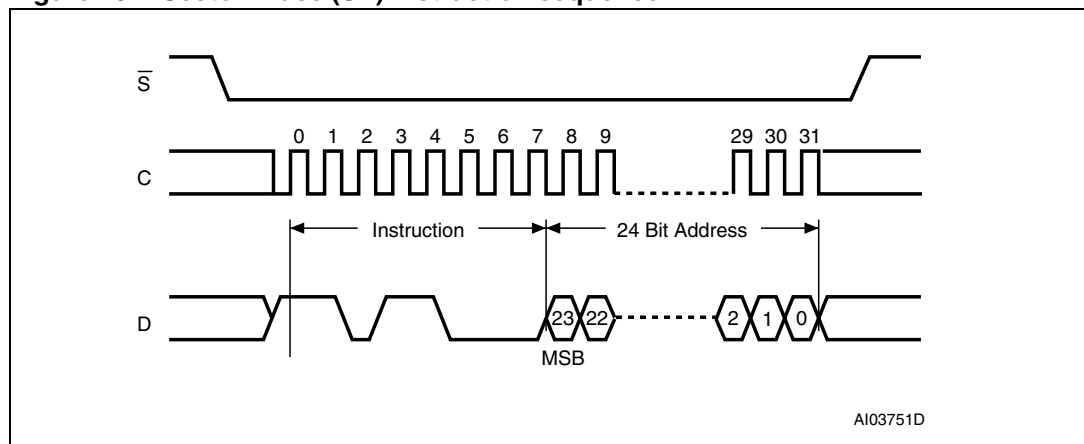 S
0 1 2 3 4 5 6 7 8 9 29 30 31
C
Instruction 24 Bit Address
D 23 22 2 1 0
MSB
AI03751D